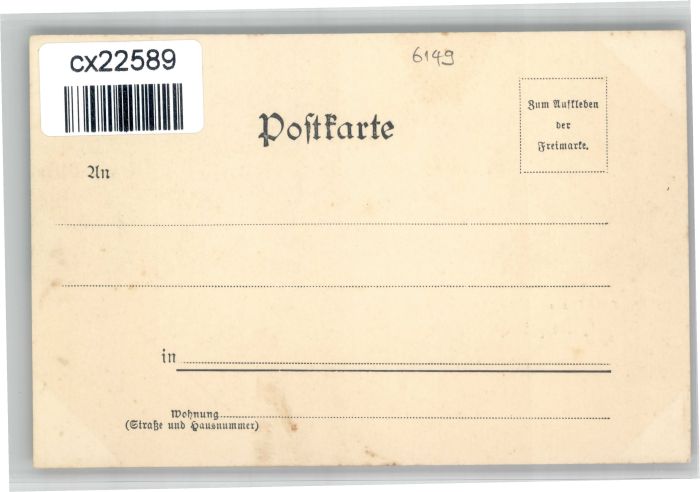 cx22589
6149
Postkarte
Zum Aufkleben
der
Freimarke.
An
in
Wohnung
(Straße und Hausnummer)